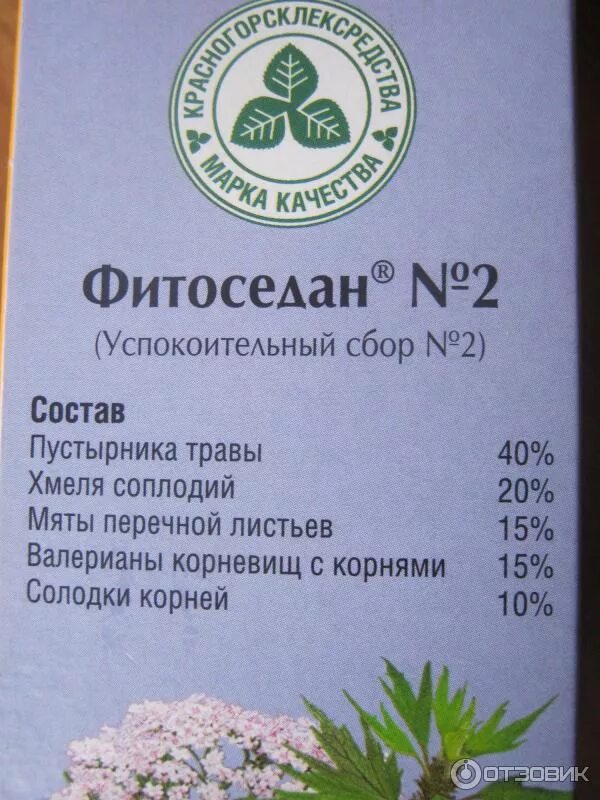 КРАСНОГОРСКЛЕКСРЕДСТВА
МАРКА КАЧЕСТВА
Фитоседан® №2
(Успокоительный сбор №2)
Состав
Пустырника травы 40%
Хмеля соплодий 20%
Мяты перечной листьев 15%
Валерианы корневищ с корнями 15%
Солодки корней 10%
ОТЗОВИК